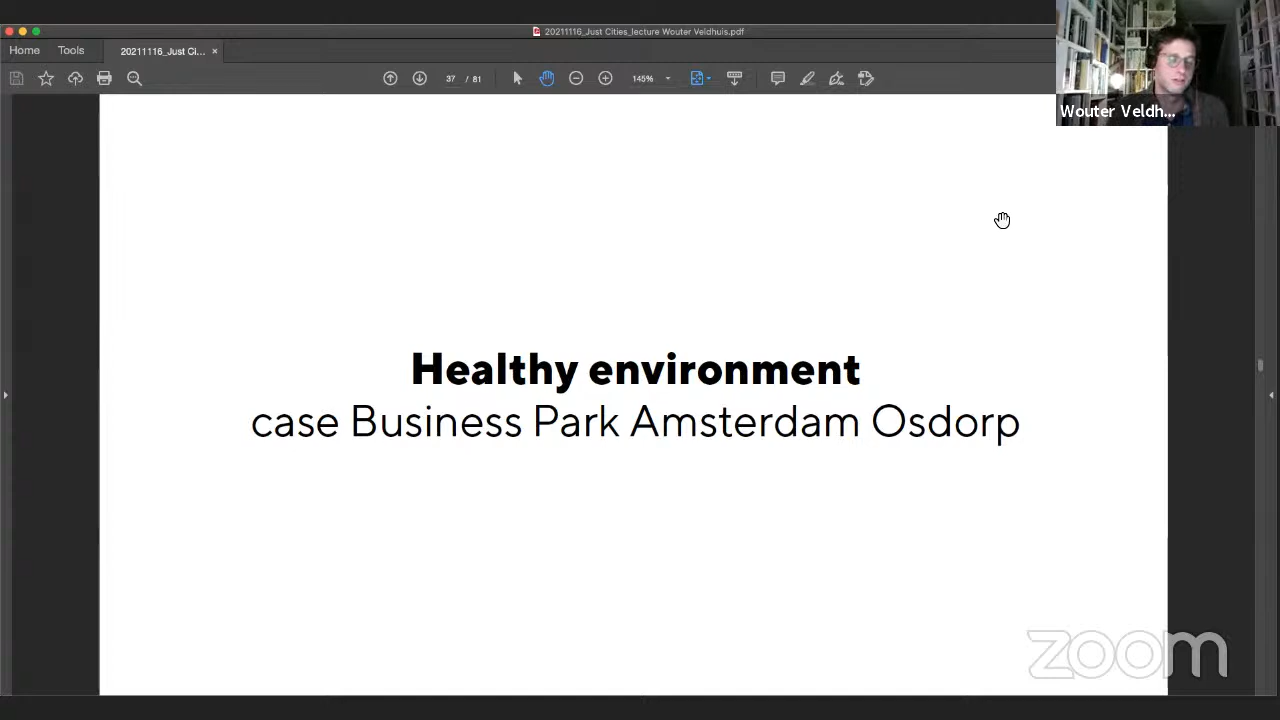 20211116_Just Cities_lecture Wouter Veldhuis.pdf
Home Tools 20211116_Just Ci... ×
37 / 81 145%
Wouter Veldh...
Healthy environment
case Business Park Amsterdam Osdorp
zoom